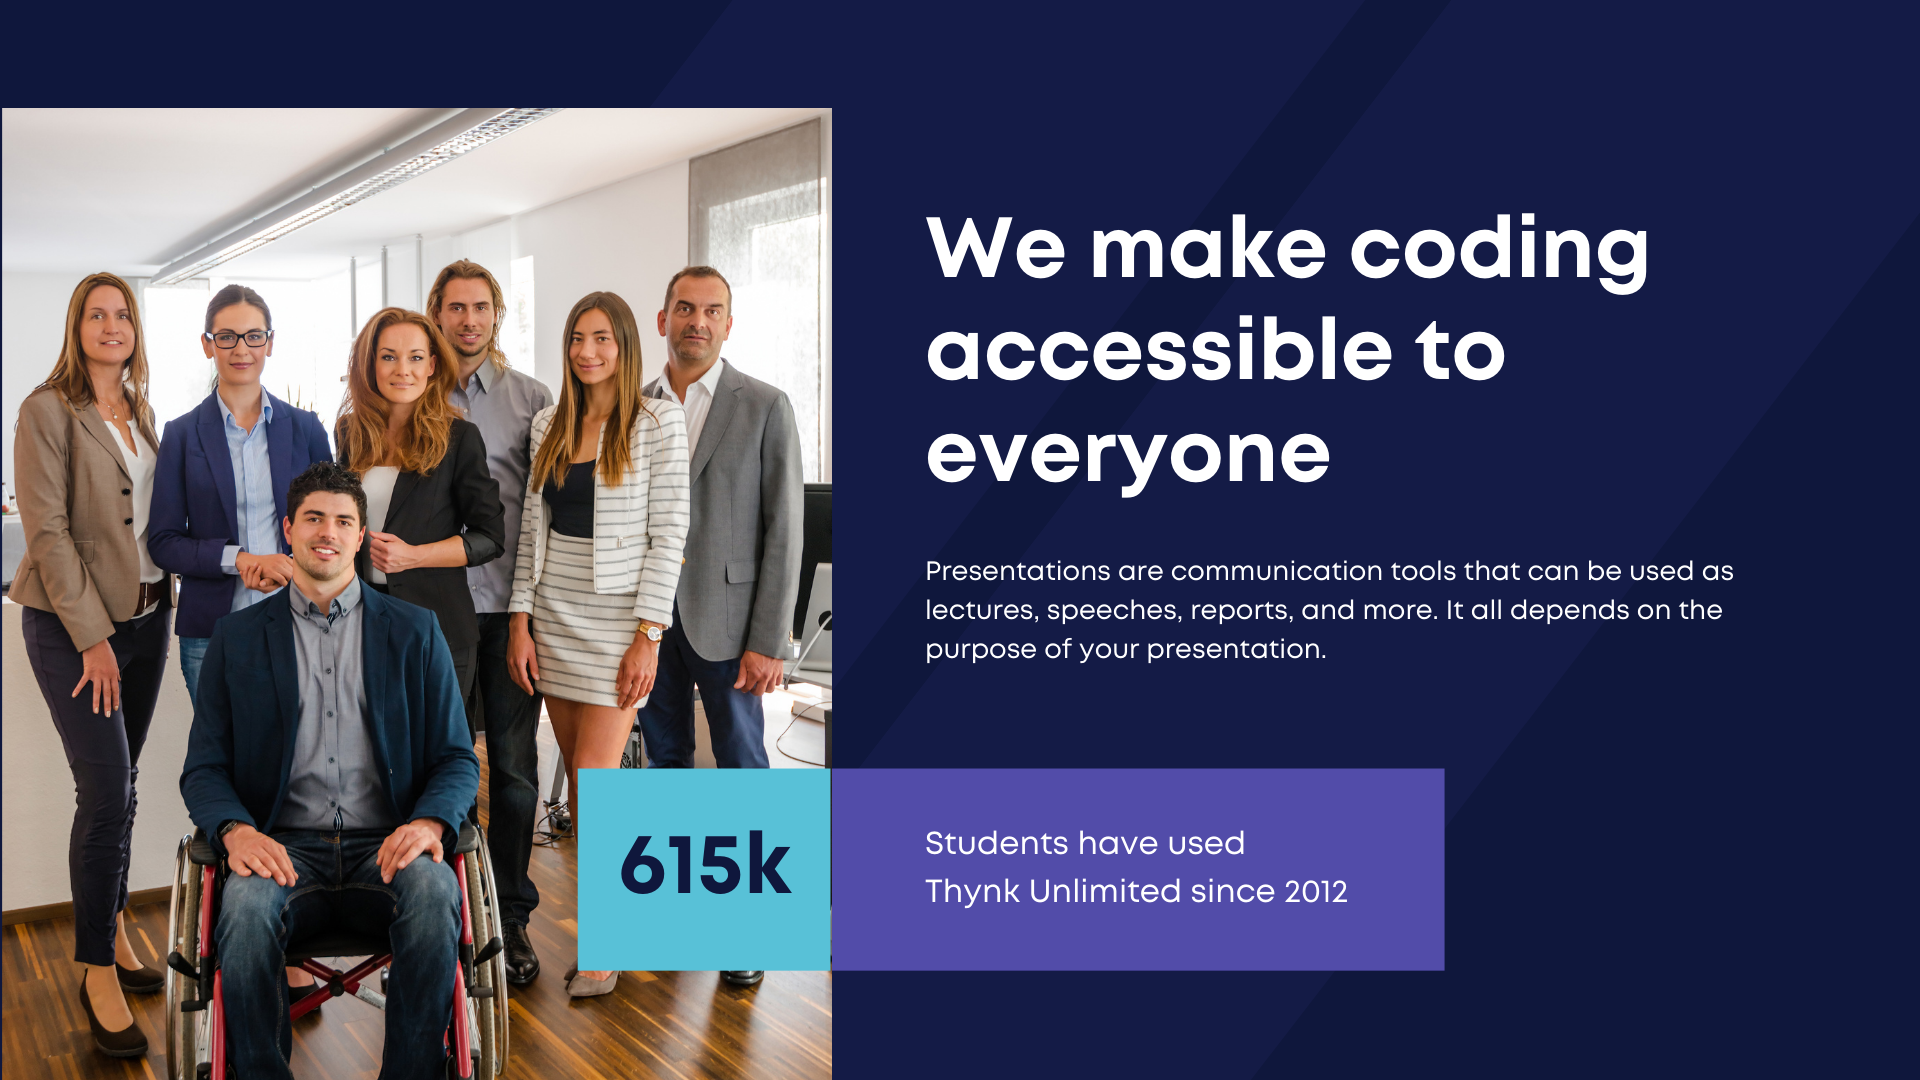 We make coding
accessible to
everyone
Presentations are communication tools that can be used as
lectures, speeches, reports, and more. It all depends on the
purpose of your presentation.
615k
Students have used
Thynk Unlimited since 2012